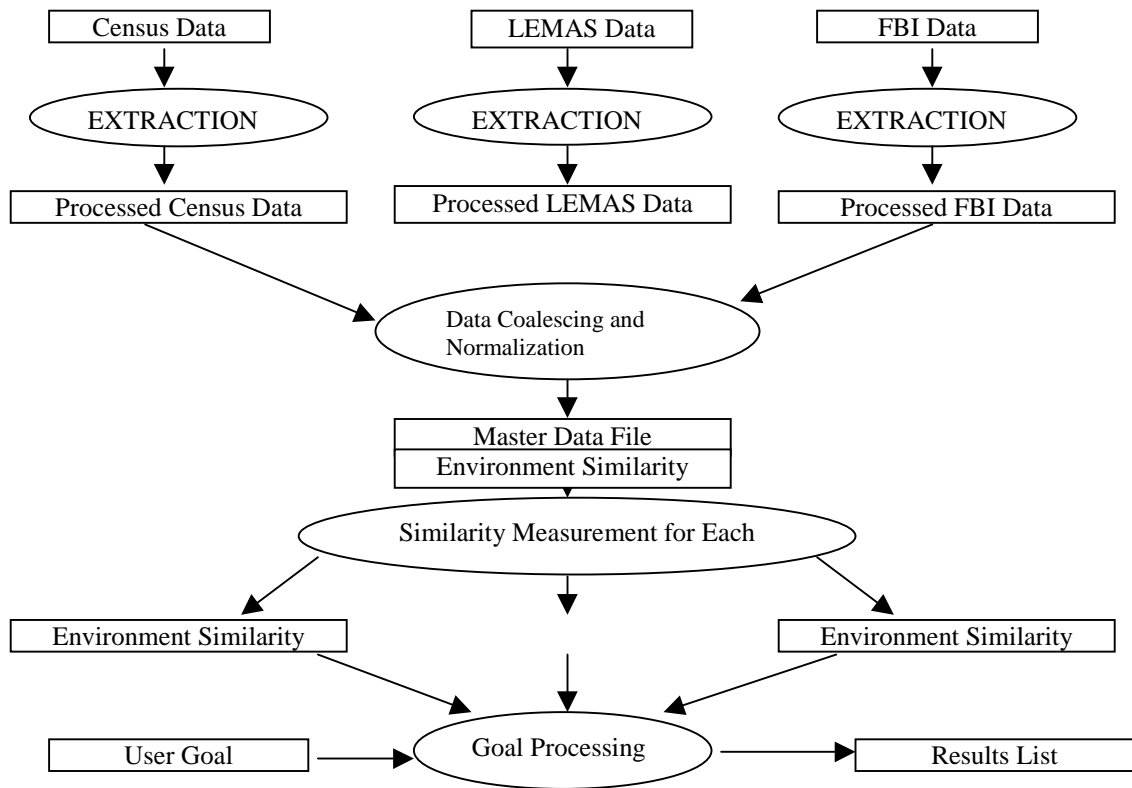 Census Data
LEMAS Data
FBI Data
EXTRACTION
EXTRACTION
EXTRACTION
Processed Census Data
Processed LEMAS Data
Processed FBI Data
Data Coalescing and
Normalization
Master Data File
Environment Similarity
Similarity Measurement for Each
Environment Similarity
Environment Similarity
User Goal
Goal Processing
Results List